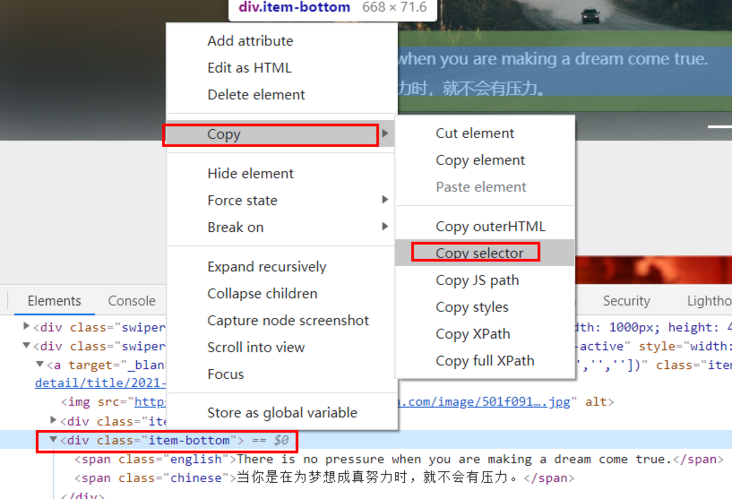 div.item-bottom 668 × 71.6
when you are making a dream come true.
力时，就不会有压力。
Add attribute
Edit as HTML
Delete element
Copy
Hide element
Force state
Break on
Expand recursively
Collapse children
Capture node screenshot
Scroll into view
Focus
Store as global variable
Cut element
Copy element
Paste element
Copy outerHTML
Copy selector
Copy JS path
Copy styles
Copy XPath
Copy full XPath
Elements Console Security Lightho
<div class="swiper idth: 1000px; height: 4
<div class="swiper -active" style="width:
<a target="_blan ,'',''])" class="item
detail/title/2021-
<img src="http .com/image/501f091….jpg" alt>
<div class="ite
<div class="item-bottom"> == $0
<span class="english">There is no pressure when you are making a dream come true.</span>
<span class="chinese">当你是在为梦想成真努力时，就不会有压力。</span>
</div>